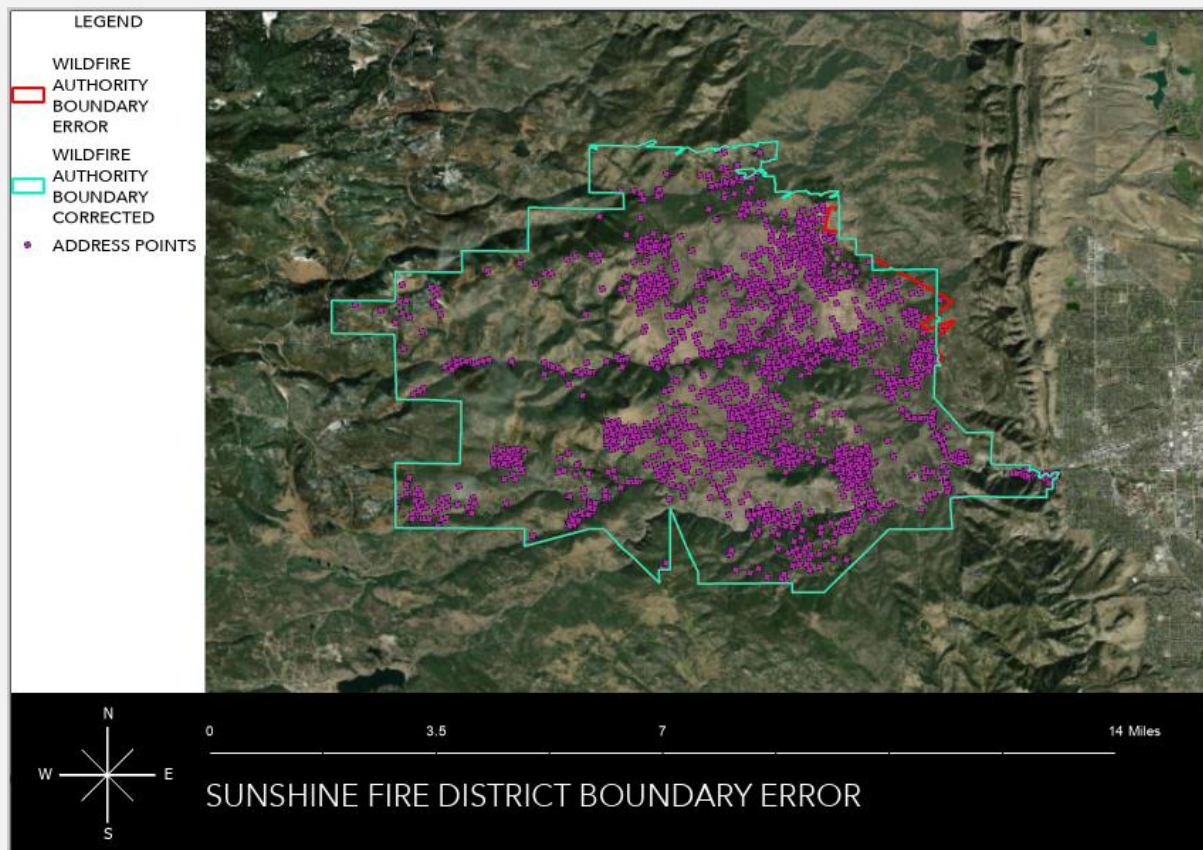 LEGEND
WILDFIRE
AUTHORITY
BOUNDARY
ERROR
WILDFIRE
AUTHORITY
BOUNDARY
CORRECTED
ADDRESS POINTS
N
W E
S
0 3.5 7 14 Miles
SUNSHINE FIRE DISTRICT BOUNDARY ERROR